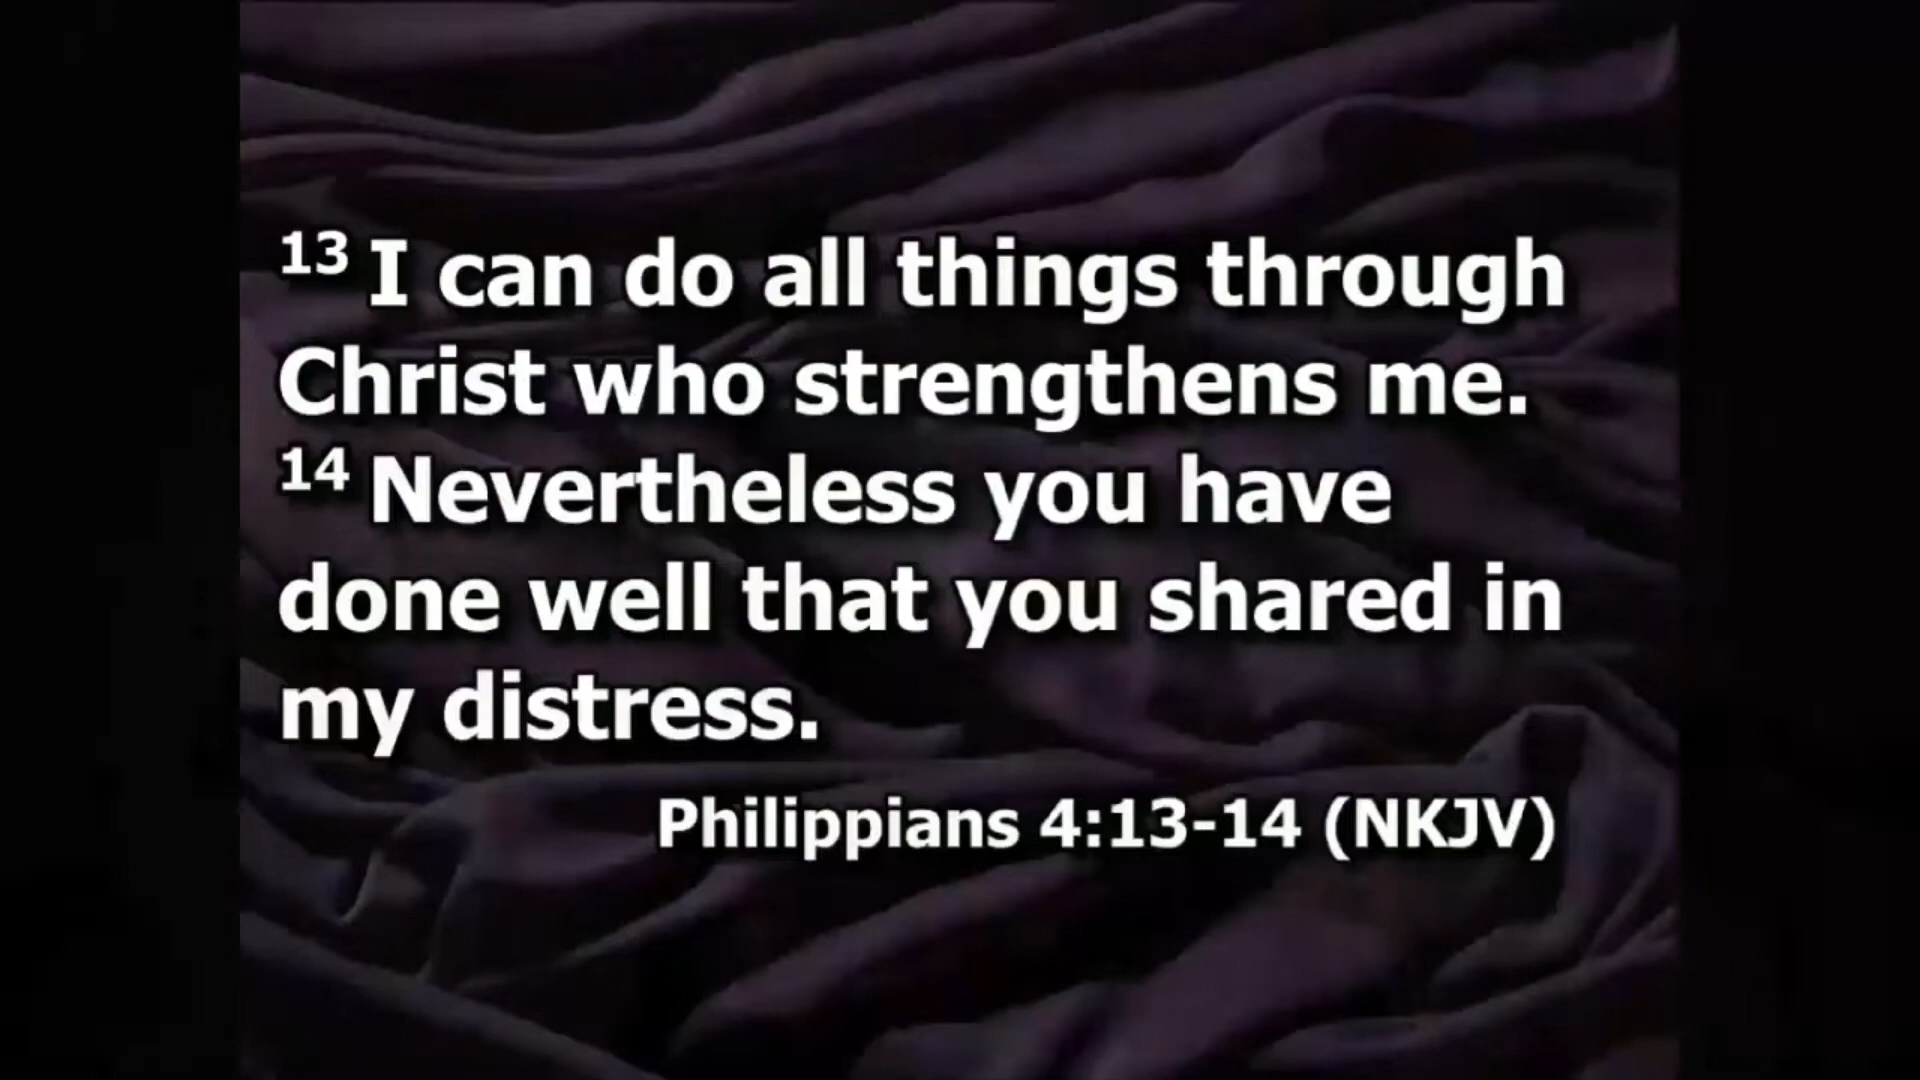 13 I can do all things through
Christ who strengthens me.
14 Nevertheless you have
done well that you shared in
my distress.
Philippians 4:13-14 (NKJV)